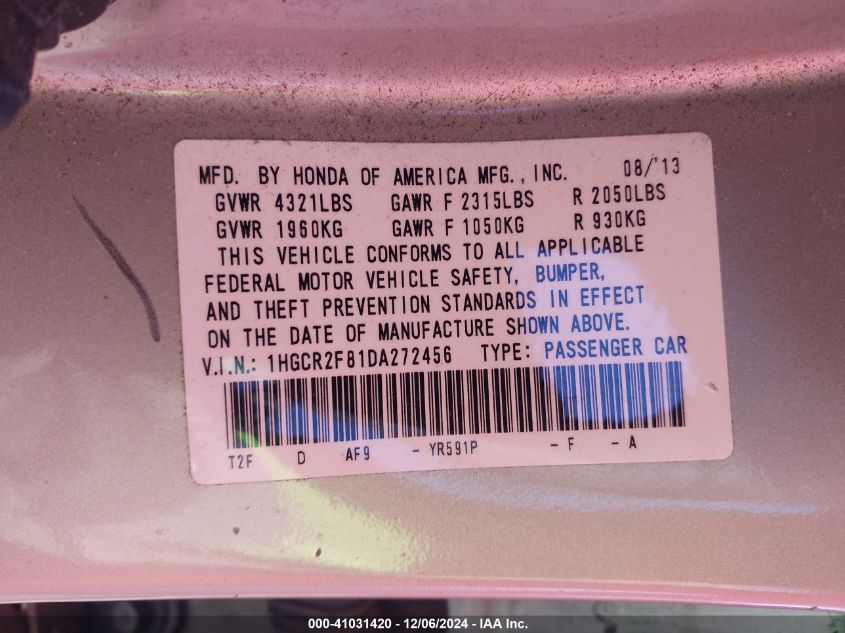 MFD. BY HONDA OF AMERICA MFG., INC. 08/'13
GVWR 4321LBS GAWR F 2315LBS R 2050LBS
GVWR 1960KG GAWR F 1050KG R 930KG
THIS VEHICLE CONFORMS TO ALL APPLICABLE
FEDERAL MOTOR VEHICLE SAFETY, BUMPER,
AND THEFT PREVENTION STANDARDS IN EFFECT
ON THE DATE OF MANUFACTURE SHOWN ABOVE.
V.I.N.: 1HGCR2F81DA272456 TYPE: PASSENGER CAR
T2F D AF9 - YR591P - F - A
000-41031420 - 12/06/2024 - IAA Inc.